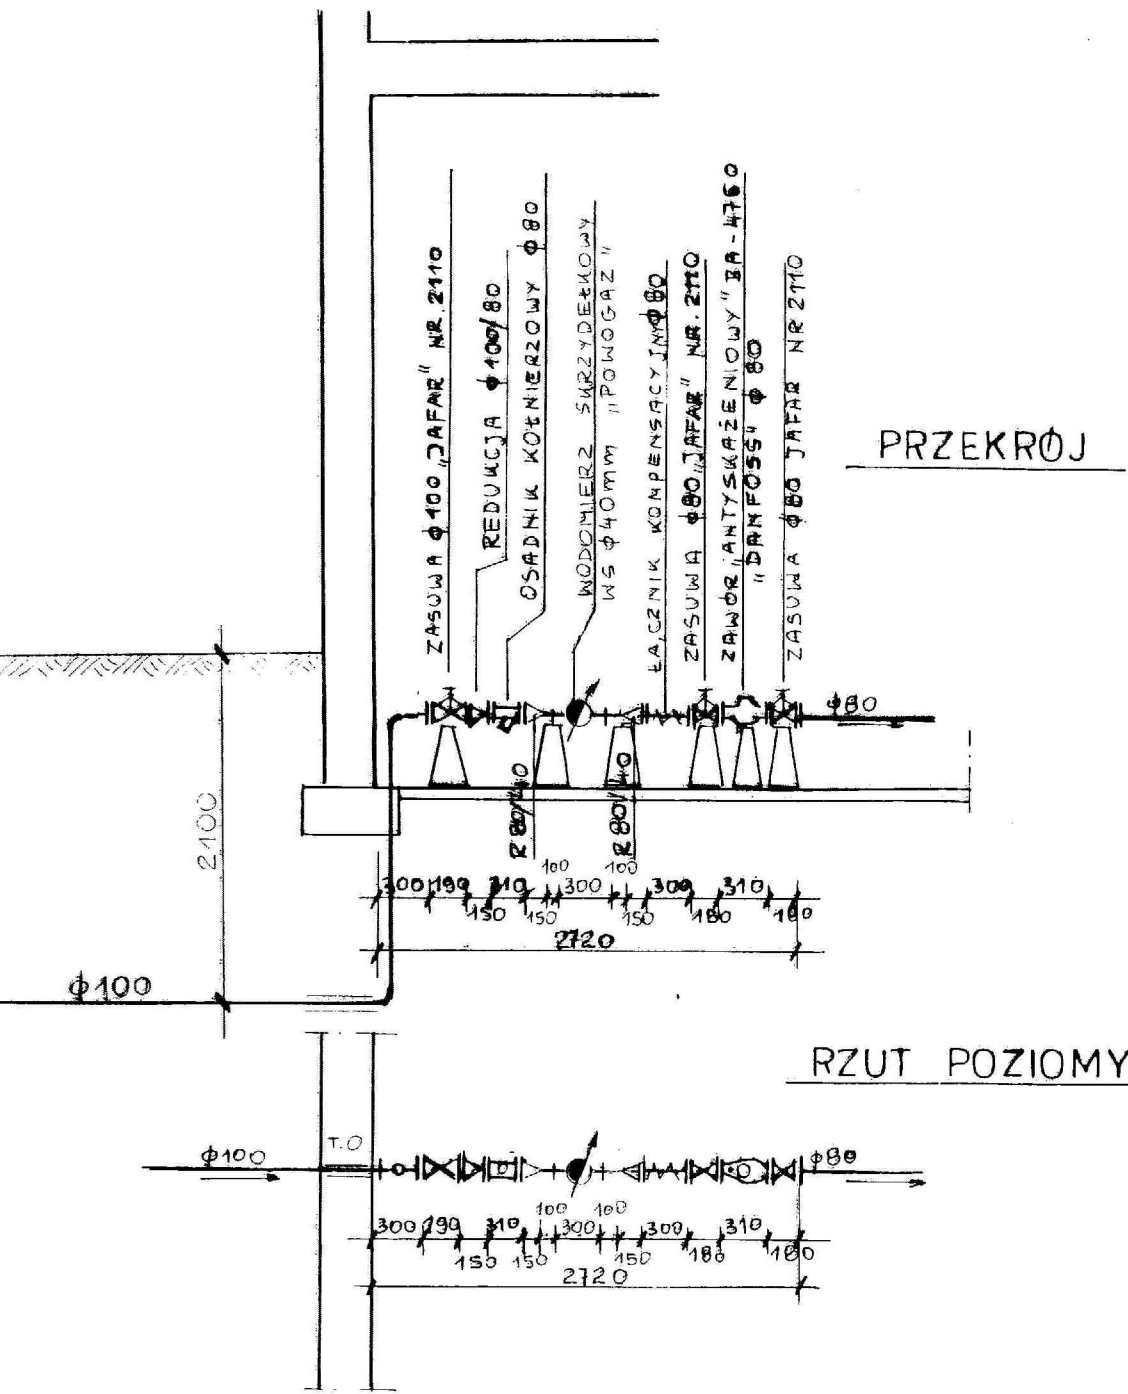 ZASUWA ϕ100 „JAFAR" NR. 2110
REDUKCJA ϕ100/80
OSADNIK KOŁNIERZOWY ϕ80
WODOMIERZ SKRZYDEŁKOWY
WS ϕ40mm „POWOGAZ"
ŁĄCZNIK KOMPENSACYJNY ϕ80
ZASUWA ϕ80 „JAFAR" NR. 2110
ZAWÓR „ANTYSKAŻENIOWY" BA-4760
„DANFOSS" ϕ80
ZASUWA ϕ80 JAFAR NR 2110
PRZEKRÓJ
ϕ80
2100
R 80/40
R 80/40
100 100
300 190 310 300 300 310
150 150 150 180 180
2720
ϕ100
RZUT POZIOMY
T.O
ϕ100
ϕ80
100 100
300 190 310 300 300 310
150 150 150 180 180
2720